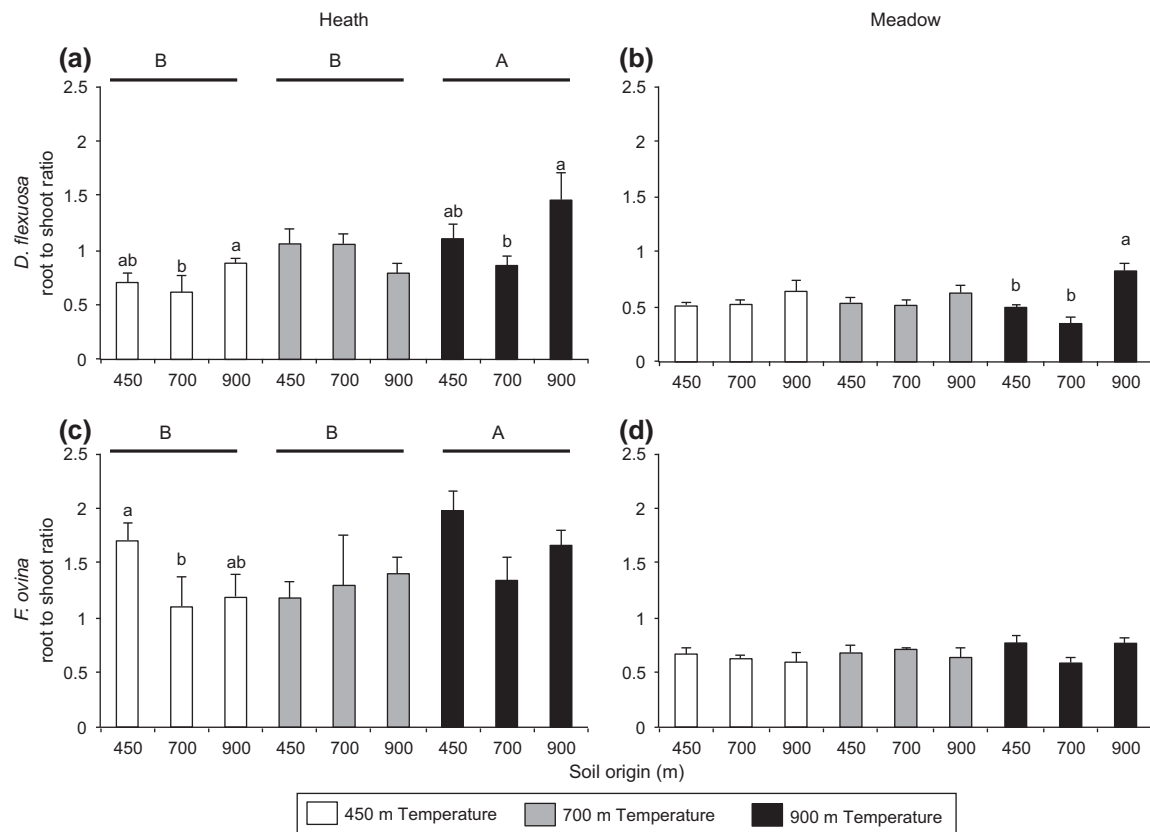 Heath
Meadow
(a)
B
B
A
(b)
D. flexuosa
root to shoot ratio
2.5
2
1.5
1
0.5
0
ab
b
a
ab
b
a
450 700 900 450 700 900 450 700 900
2.5
2
1.5
1
0.5
0
b
b
a
450 700 900 450 700 900 450 700 900
(c)
B
B
A
(d)
F. ovina
root to shoot ratio
2.5
2
1.5
1
0.5
0
a
b
ab
450 700 900 450 700 900 450 700 900
2.5
2
1.5
1
0.5
0
450 700 900 450 700 900 450 700 900
Soil origin (m)
450 m Temperature 700 m Temperature 900 m Temperature